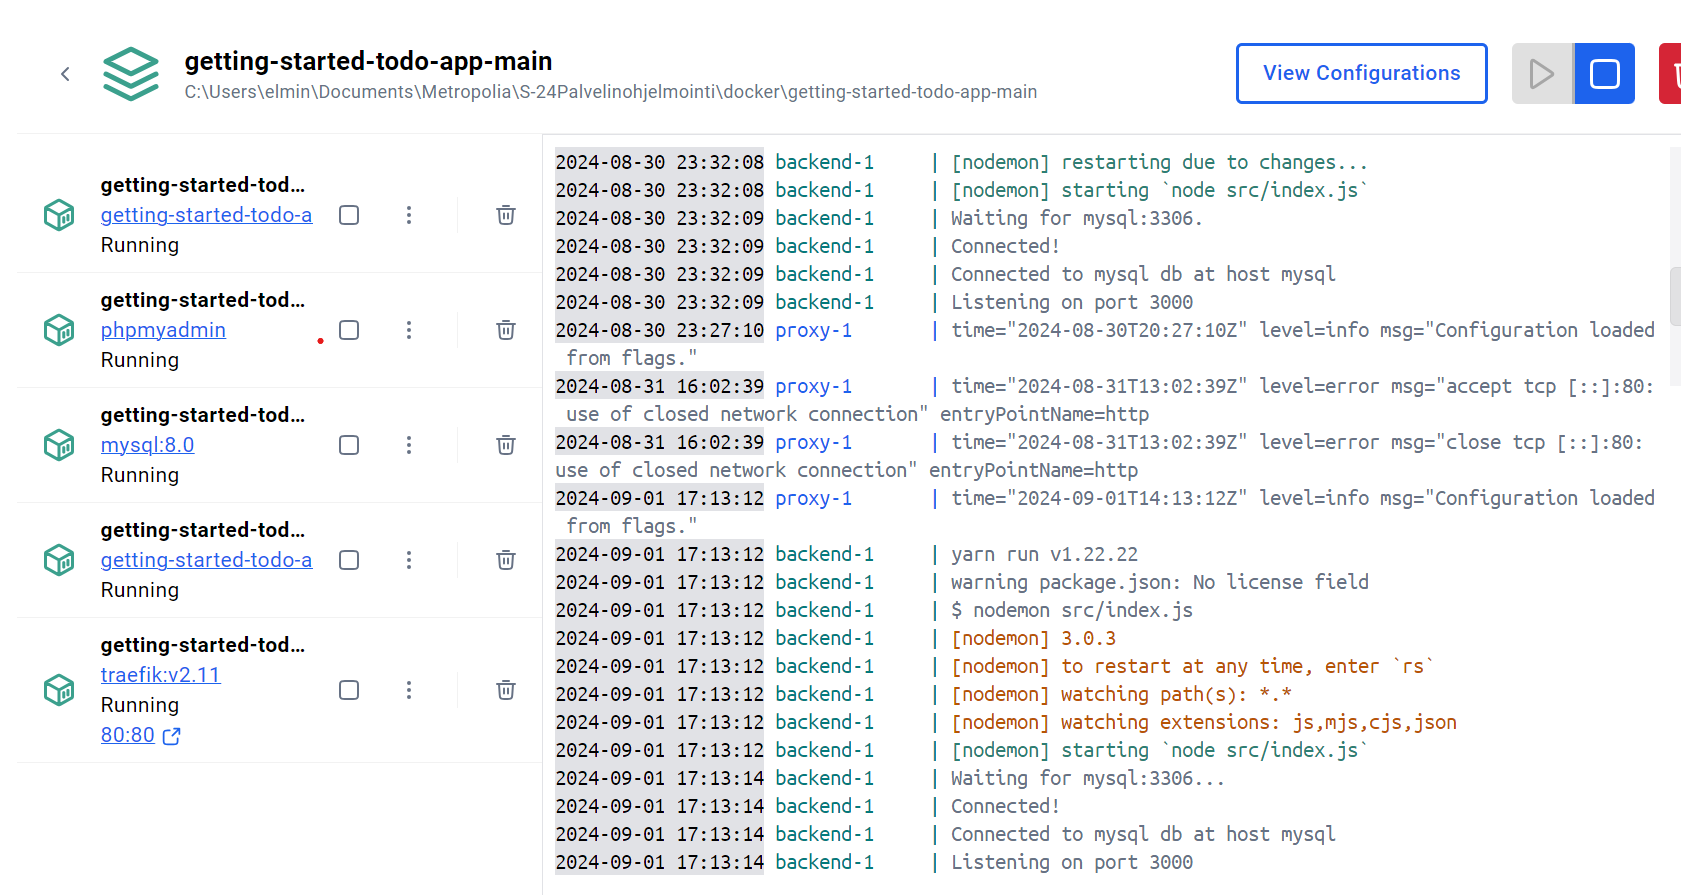 getting-started-todo-app-main
C:\Users\elmin\Documents\Metropolia\S-24Palvelinohjelmointi\docker\getting-started-todo-app-main
View Configurations
getting-started-tod...
getting-started-todo-a
Running
getting-started-tod...
phpmyadmin
Running
getting-started-tod...
mysql:8.0
Running
getting-started-tod...
getting-started-todo-a
Running
getting-started-tod...
traefik:v2.11
Running
80:80
2024-08-30 23:32:08 backend-1 | [nodemon] restarting due to changes...
2024-08-30 23:32:08 backend-1 | [nodemon] starting `node src/index.js`
2024-08-30 23:32:09 backend-1 | Waiting for mysql:3306.
2024-08-30 23:32:09 backend-1 | Connected!
2024-08-30 23:32:09 backend-1 | Connected to mysql db at host mysql
2024-08-30 23:32:09 backend-1 | Listening on port 3000
2024-08-30 23:27:10 proxy-1 | time="2024-08-30T20:27:10Z" level=info msg="Configuration loaded
from flags."
2024-08-31 16:02:39 proxy-1 | time="2024-08-31T13:02:39Z" level=error msg="accept tcp [::]:80:
use of closed network connection" entryPointName=http
2024-08-31 16:02:39 proxy-1 | time="2024-08-31T13:02:39Z" level=error msg="close tcp [::]:80:
use of closed network connection" entryPointName=http
2024-09-01 17:13:12 proxy-1 | time="2024-09-01T14:13:12Z" level=info msg="Configuration loaded
from flags."
2024-09-01 17:13:12 backend-1 | yarn run v1.22.22
2024-09-01 17:13:12 backend-1 | warning package.json: No license field
2024-09-01 17:13:12 backend-1 | $ nodemon src/index.js
2024-09-01 17:13:12 backend-1 | [nodemon] 3.0.3
2024-09-01 17:13:12 backend-1 | [nodemon] to restart at any time, enter `rs`
2024-09-01 17:13:12 backend-1 | [nodemon] watching path(s): *.*
2024-09-01 17:13:12 backend-1 | [nodemon] watching extensions: js,mjs,cjs,json
2024-09-01 17:13:12 backend-1 | [nodemon] starting `node src/index.js`
2024-09-01 17:13:14 backend-1 | Waiting for mysql:3306...
2024-09-01 17:13:14 backend-1 | Connected!
2024-09-01 17:13:14 backend-1 | Connected to mysql db at host mysql
2024-09-01 17:13:14 backend-1 | Listening on port 3000